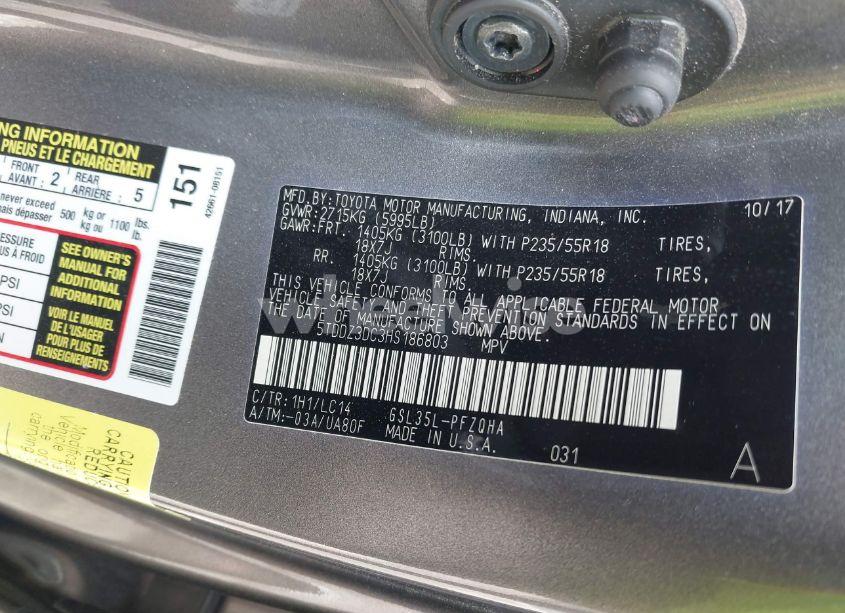 NG INFORMATION
PNEUS ET LE CHARGEMENT
FRONT
AVANT: 2
REAR
ARRIÈRE: 5
never exceed
mais dépasser 500 kg or 1100 lbs.
kg ou lb.
ESSURE
US À FROID
PSI
PSI
SEE OWNER'S
MANUAL FOR
ADDITIONAL
INFORMATION
VOIR LE MANUEL
DE L'USAGER
POUR PLUS DE
RENSEIGNEMENTS
151
42661-08151
MFD.BY:TOYOTA MOTOR MANUFACTURING, INDIANA, INC. 10/17
GVWR:2715KG (5995LB)
GAWR:FRT. 1405KG (3100LB) WITH P235/55R18 TIRES,
18X7J RIMS.
RR. 1405KG (3100LB) WITH P235/55R18 TIRES,
18X7J RIMS.
THIS VEHICLE CONFORMS TO ALL APPLICABLE FEDERAL MOTOR
VEHICLE SAFETY AND THEFT PREVENTION STANDARDS IN EFFECT ON
THE DATE OF MANUFACTURE SHOWN ABOVE.
5TDDZ3DC3HS186803 MPV
C/TR:1H1/LC14 GSL35L-PFZQHA
A/TM:-03A/UA80F MADE IN U.S.A. 031 A